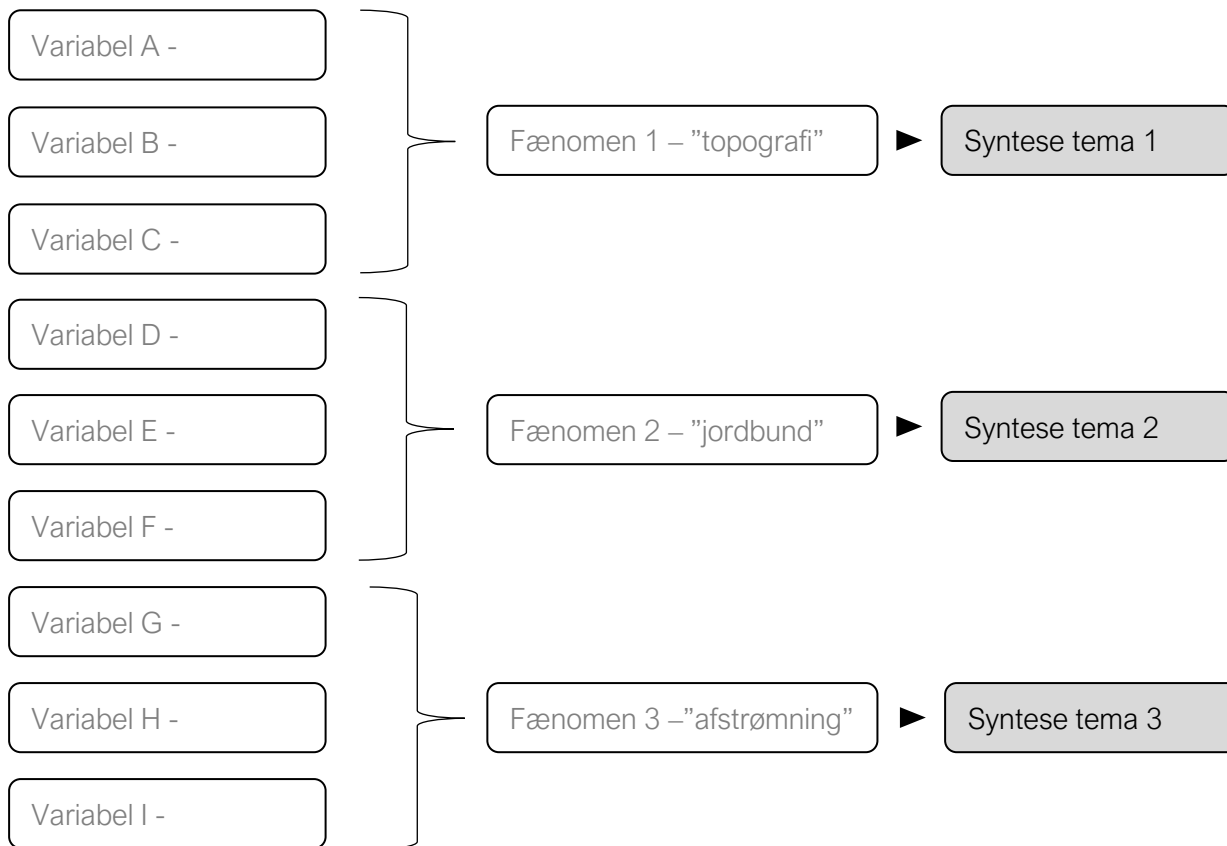 Variabel A -
Variabel B -
Fænomen 1 – ”topografi”
Syntese tema 1
Variabel C -
Variabel D -
Variabel E -
Fænomen 2 – ”jordbund”
Syntese tema 2
Variabel F -
Variabel G -
Variabel H -
Fænomen 3 –”afstrømning”
Syntese tema 3
Variabel I -